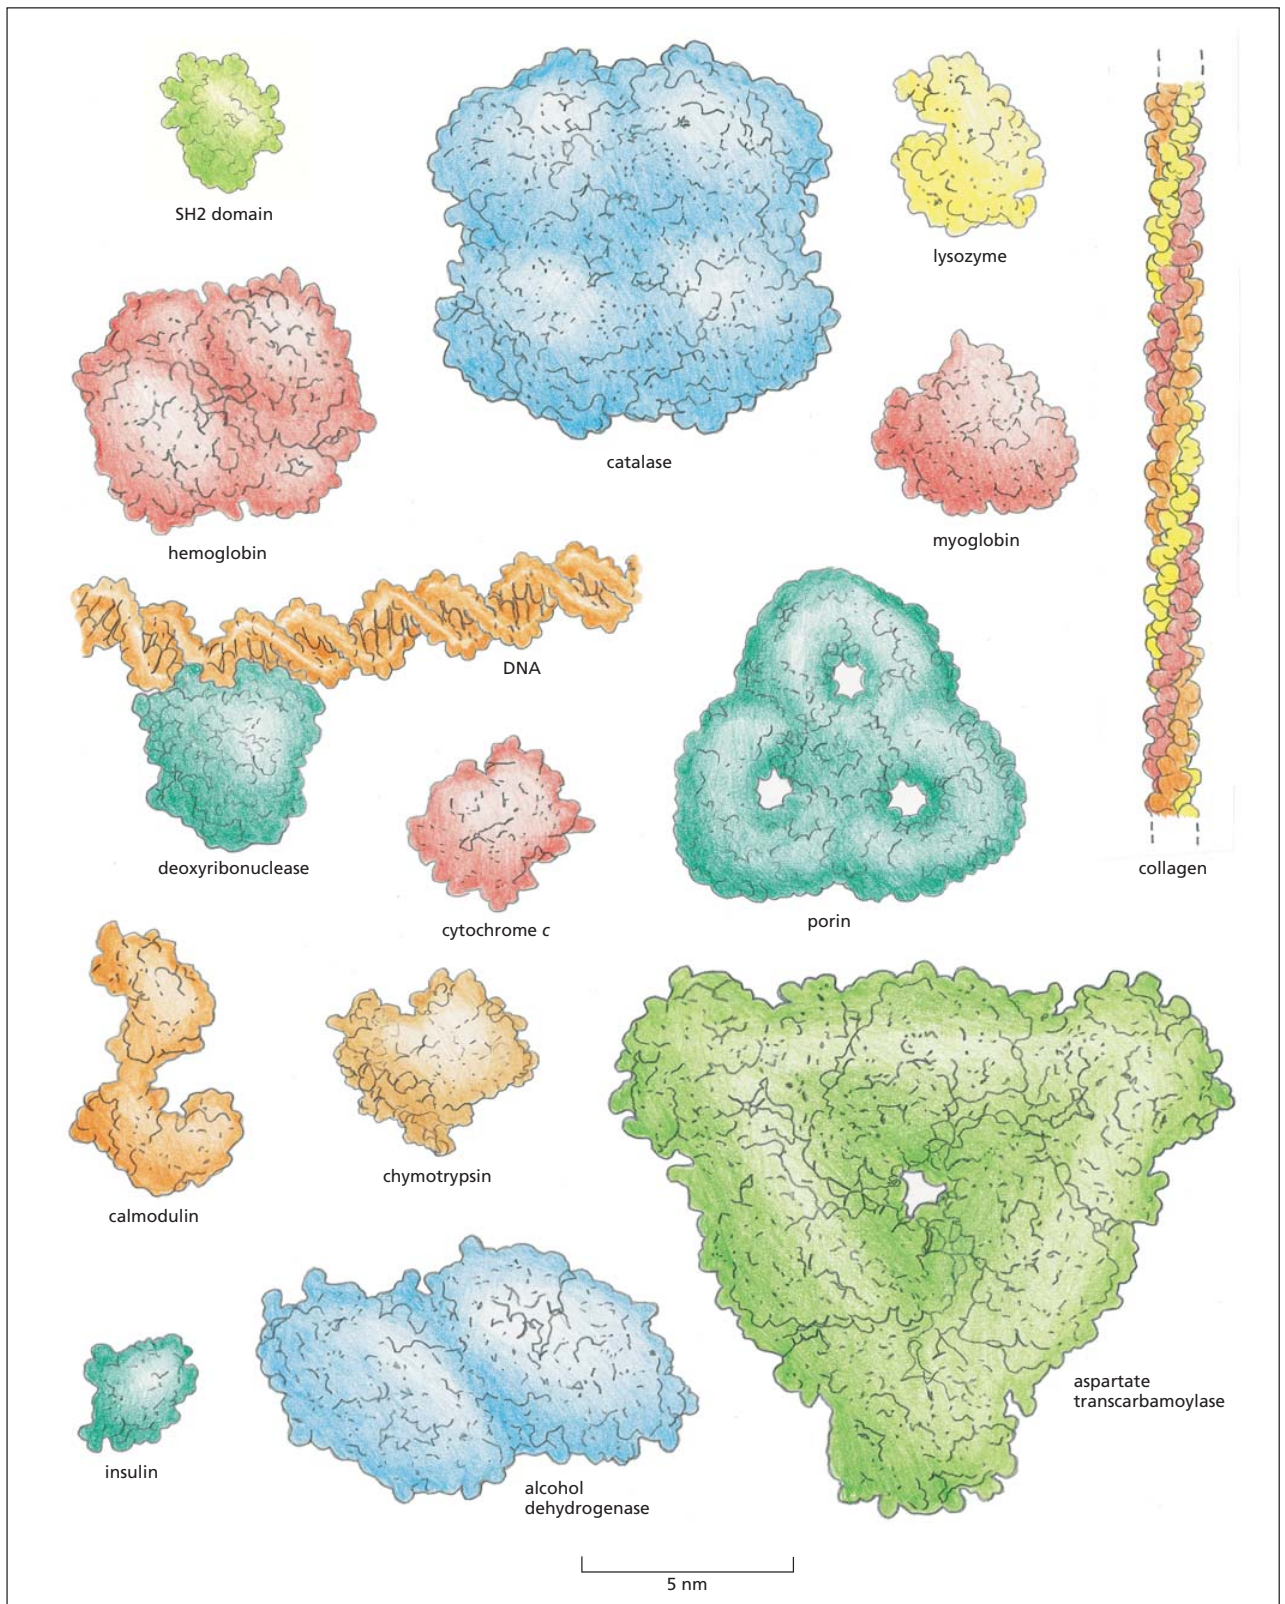 SH2 domain
catalase
lysozyme
hemoglobin
myoglobin
DNA
deoxyribonuclease
cytochrome c
porin
collagen
calmodulin
chymotrypsin
aspartate
transcarbamoylase
insulin
alcohol
dehydrogenase
5 nm